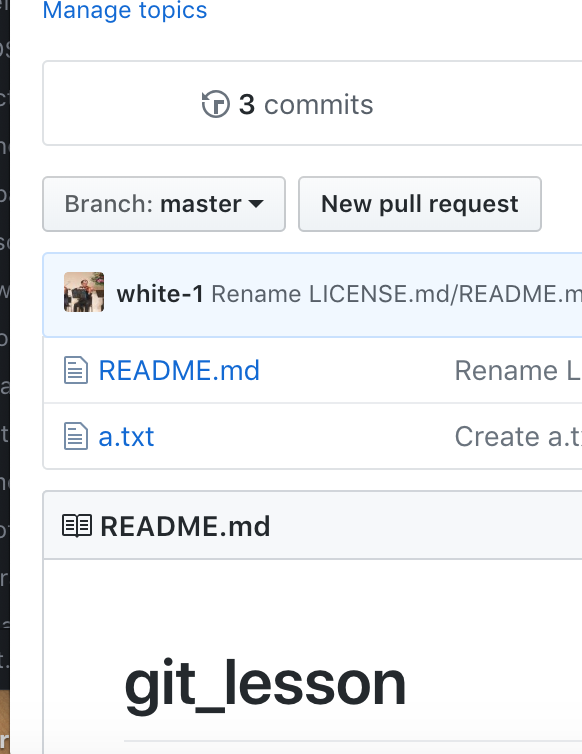 Manage topics
3 commits
Branch: master
New pull request
white-1 Rename LICENSE.md/README.m
README.md Rename L
a.txt Create a.t
README.md
git_lesson